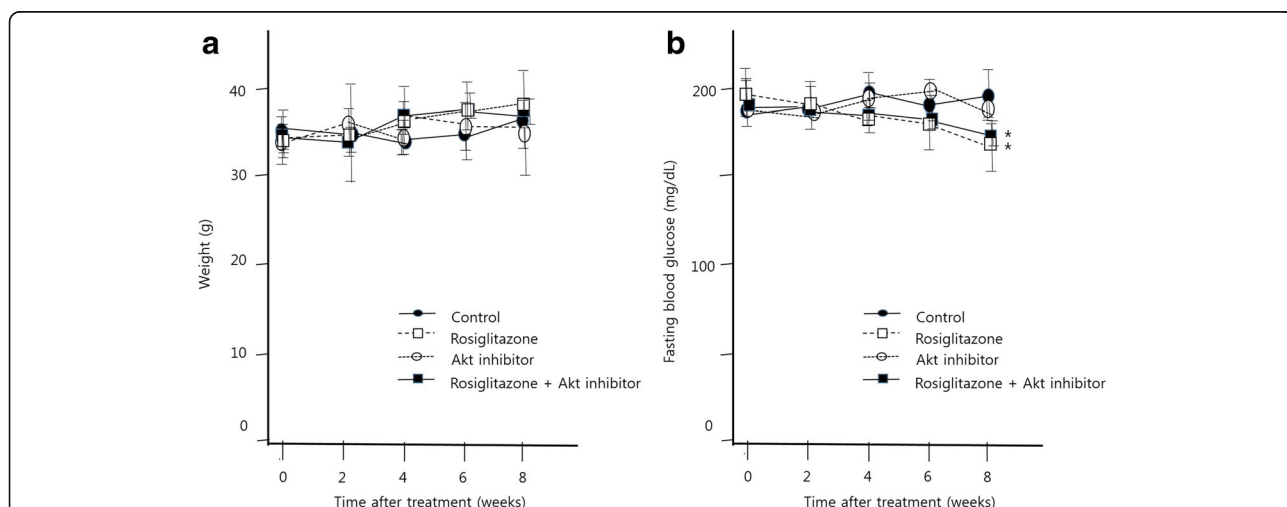 a
40
30
20
10
0
Weight (g)
Control
Rosiglitazone
Akt inhibitor
Rosiglitazone + Akt inhibitor
0 2 4 6 8
Time after treatment (weeks)
b
200
100
0
Fasting blood glucose (mg/dL)
*
*
Control
Rosiglitazone
Akt inhibitor
Rosiglitazone + Akt inhibitor
0 2 4 6 8
Time after treatment (weeks)